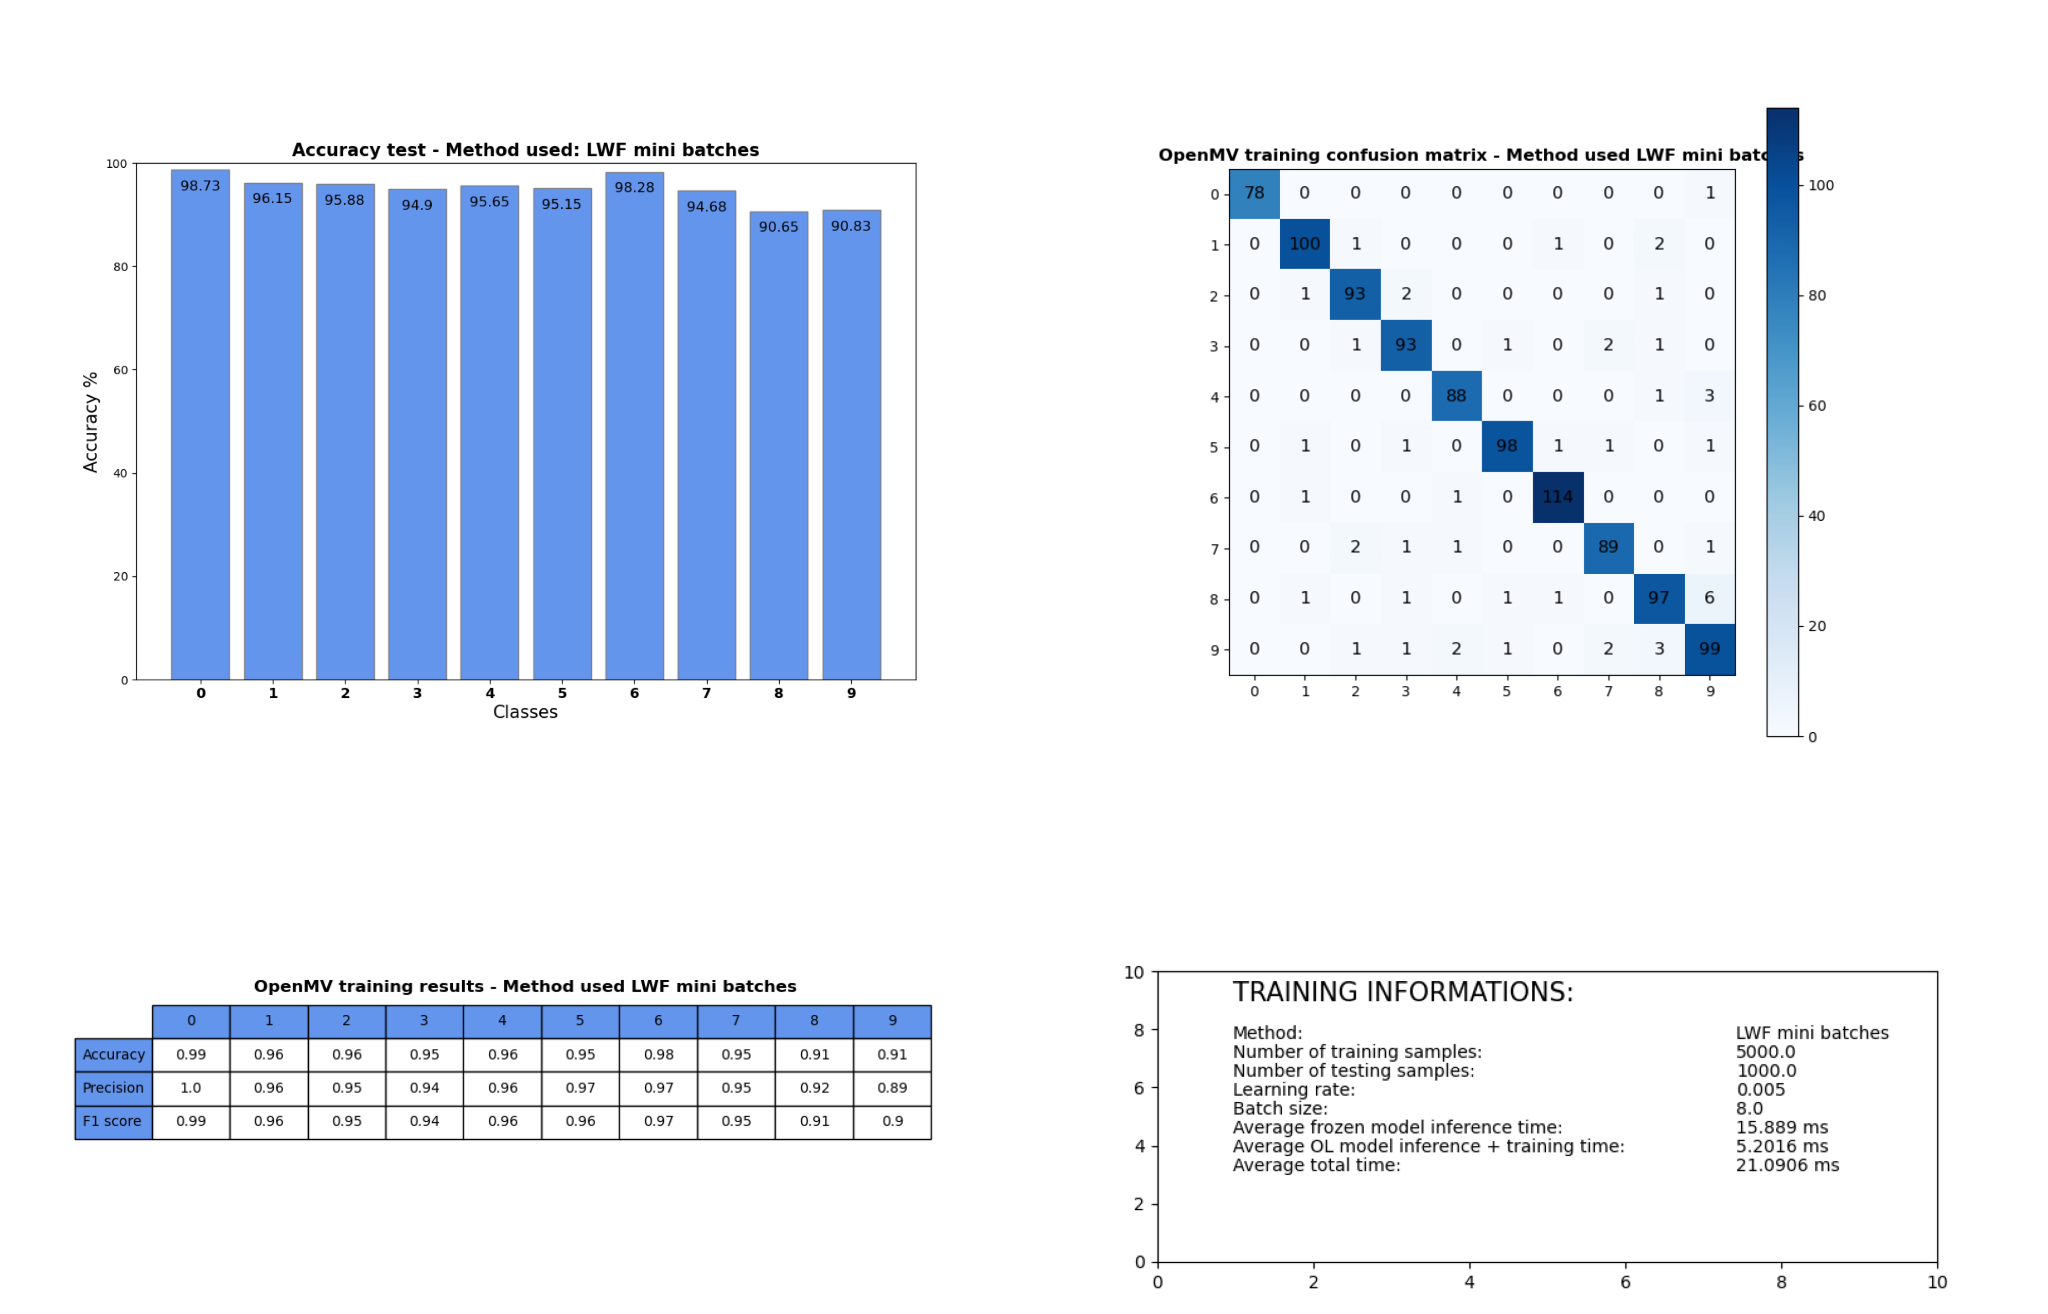 Accuracy test - Method used: LWF mini batches
100
80
60
40
20
0
Accuracy %
98.73 96.15 95.88 94.9 95.65 95.15 98.28 94.68 90.65 90.83
0 1 2 3 4 5 6 7 8 9
Classes
OpenMV training confusion matrix - Method used LWF mini batches
0 78 0 0 0 0 0 0 0 0 1
1 0 100 1 0 0 0 1 0 2 0
2 0 1 93 2 0 0 0 0 1 0
3 0 0 1 93 0 1 0 2 1 0
4 0 0 0 0 88 0 0 0 1 3
5 0 1 0 1 0 98 1 1 0 1
6 0 1 0 0 1 0 114 0 0 0
7 0 0 2 1 1 0 0 89 0 1
8 0 1 0 1 0 1 1 0 97 6
9 0 0 1 1 2 1 0 2 3 99
0 1 2 3 4 5 6 7 8 9
100
80
60
40
20
0
OpenMV training results - Method used LWF mini batches
0 1 2 3 4 5 6 7 8 9
Accuracy 0.99 0.96 0.96 0.95 0.96 0.95 0.98 0.95 0.91 0.91
Precision 1.0 0.96 0.95 0.94 0.96 0.97 0.97 0.95 0.92 0.89
F1 score 0.99 0.96 0.95 0.94 0.96 0.96 0.97 0.95 0.91 0.9
10
8
6
4
2
0
TRAINING INFORMATIONS:
Method: LWF mini batches
Number of training samples: 5000.0
Number of testing samples: 1000.0
Learning rate: 0.005
Batch size: 8.0
Average frozen model inference time: 15.889 ms
Average OL model inference + training time: 5.2016 ms
Average total time: 21.0906 ms
0 2 4 6 8 10